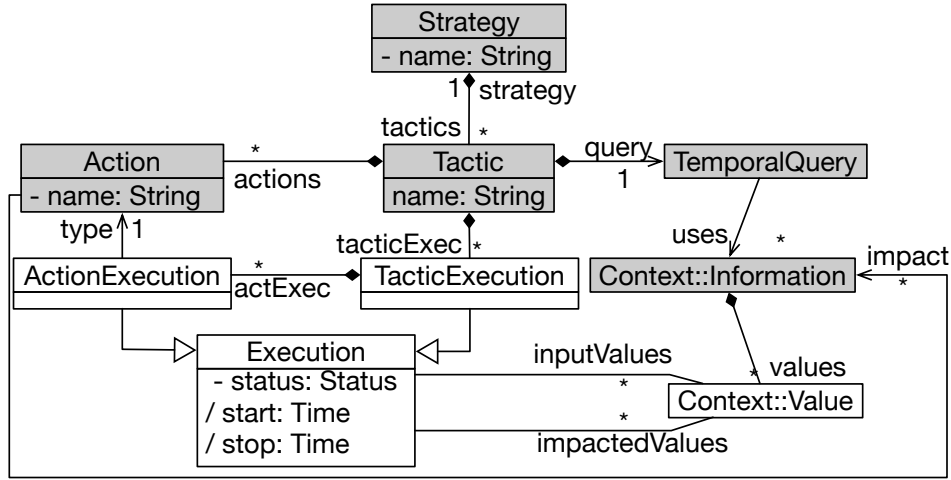 Strategy
- name: String
1 strategy
tactics *
Action * Tactic query TemporalQuery
actions 1
- name: String name: String
type 1 tacticExec * uses * impact
ActionExecution * TacticExecution Context::Information *
actExec
Execution inputValues * values
- status: Status * Context::Value
/ start: Time *
/ stop: Time impactedValues